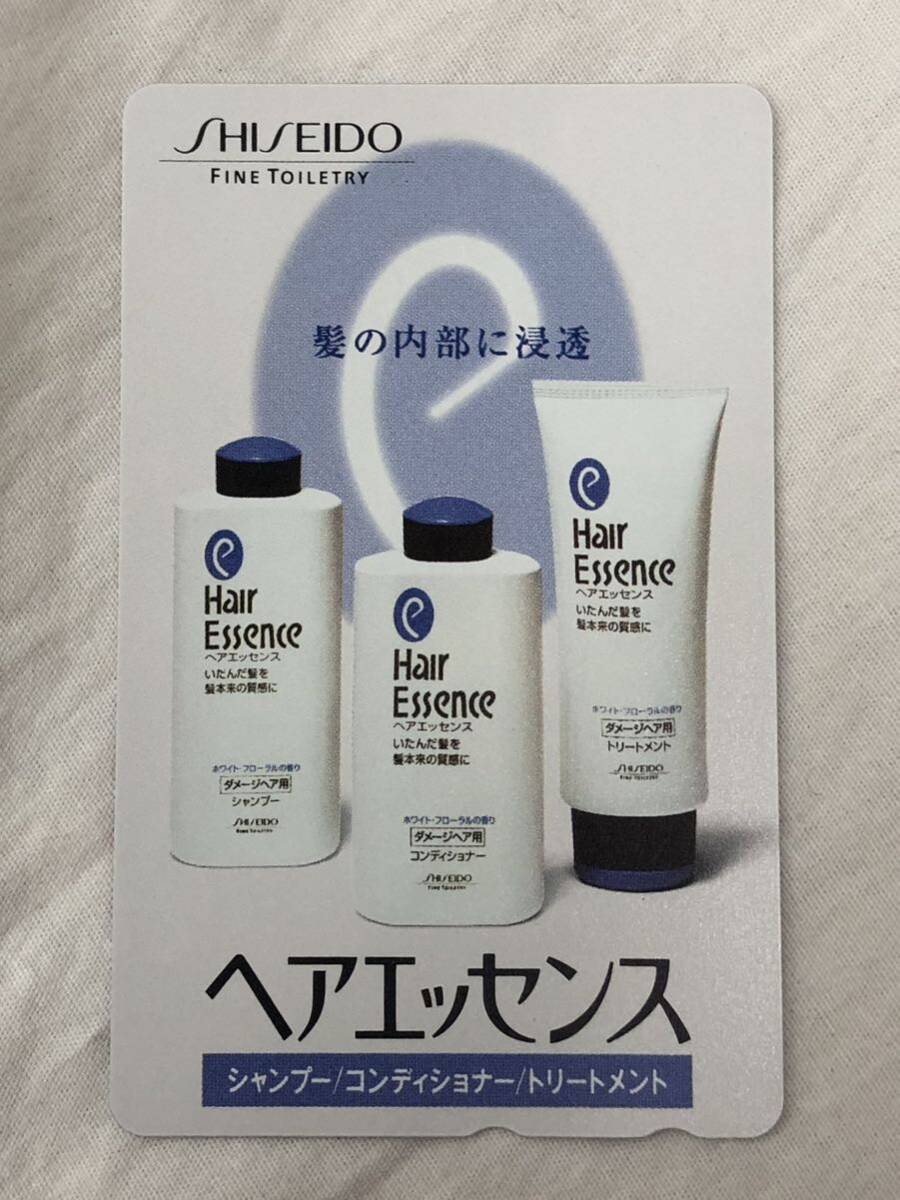 SHISEIDO
FINE TOILETRY
髪の内部に浸透
e
Hair
Essence
ヘアエッセンス
いたんだ髪を
髪本来の質感に
ホワイト・フローラルの香り
ダメージヘア用
シャンプー
SHISEIDO
FINE TOILETRY
e
Hair
Essence
ヘアエッセンス
いたんだ髪を
髪本来の質感に
ホワイト・フローラルの香り
ダメージヘア用
コンディショナー
SHISEIDO
FINE TOILETRY
e
Hair
Essence
ヘアエッセンス
いたんだ髪を
髪本来の質感に
ホワイト・フローラルの香り
ダメージヘア用
トリートメント
SHISEIDO
FINE TOILETRY
ヘアエッセンス
シャンプー/コンディショナー/トリートメント